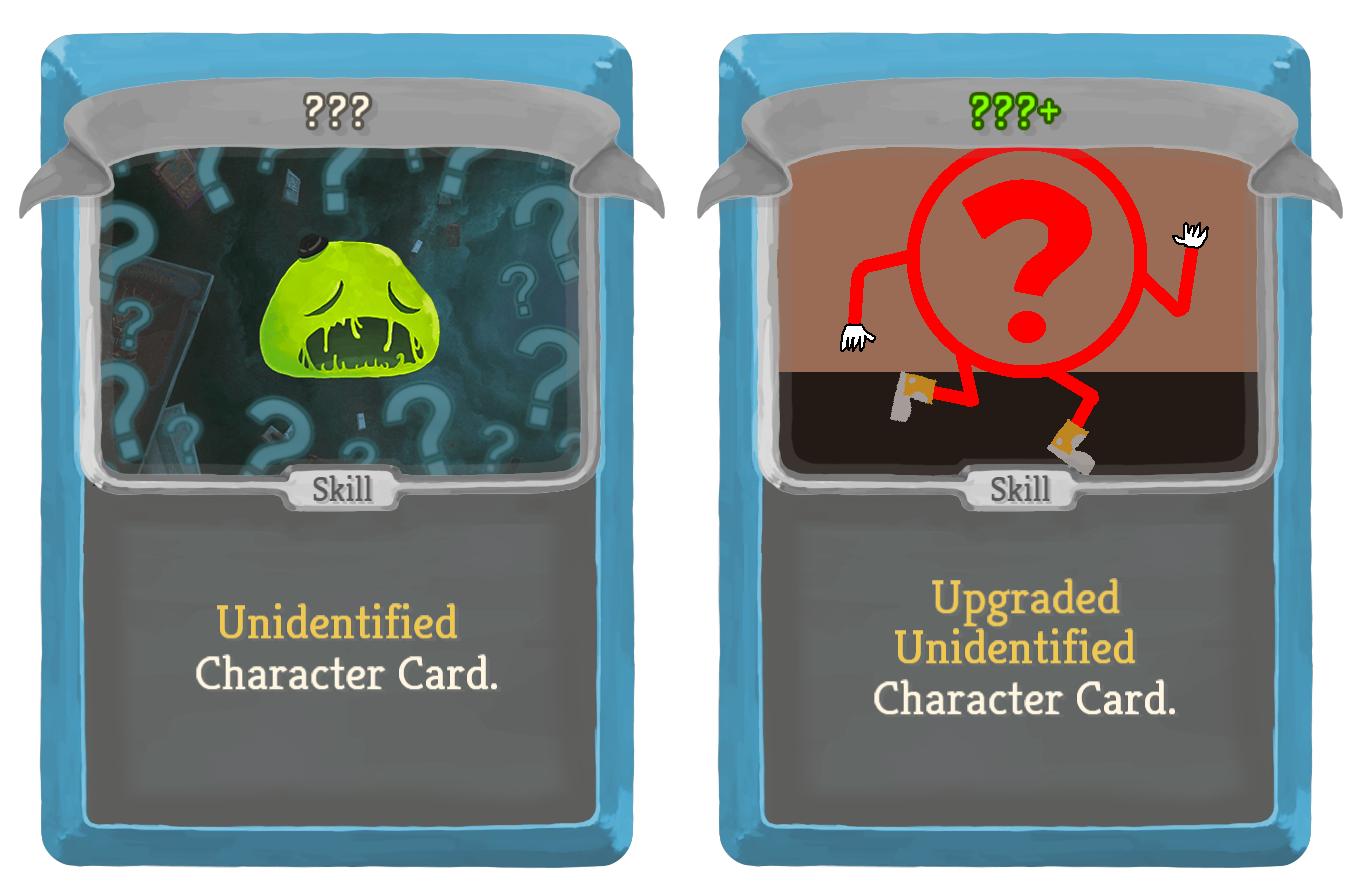 ???
Skill
Unidentified
Character Card.
???+
?
Skill
Upgraded
Unidentified
Character Card.